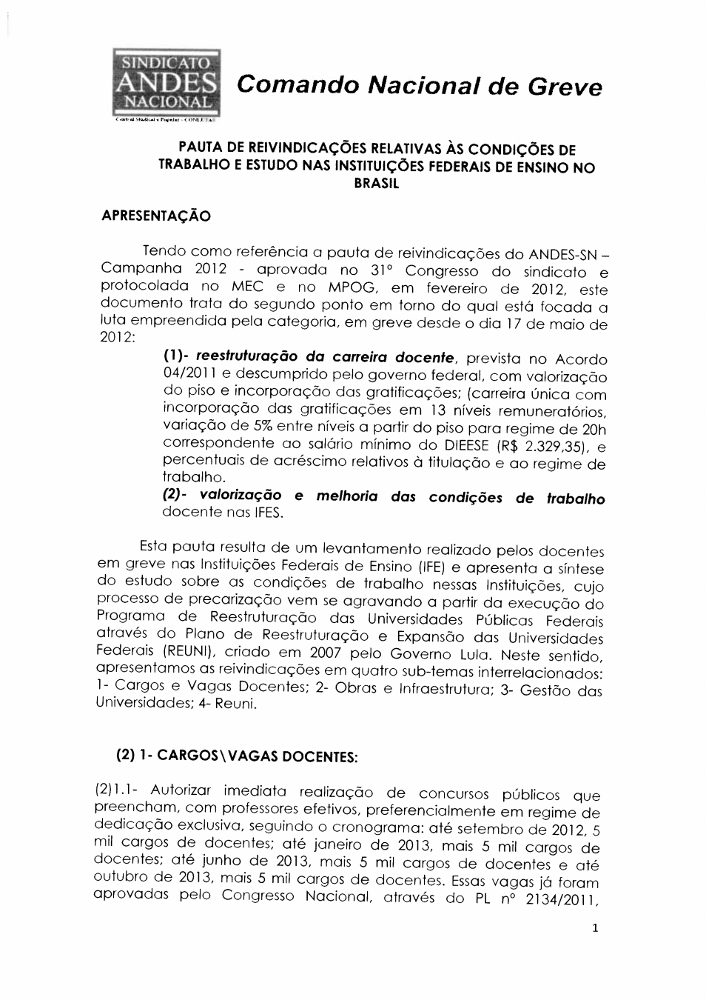 SINDICATO
ANDES
NACIONAL
Central Sindical e Popular - CONLUTAS
Comando Nacional de Greve
PAUTA DE REIVINDICAÇÕES RELATIVAS ÀS CONDIÇÕES DE
TRABALHO E ESTUDO NAS INSTITUIÇÕES FEDERAIS DE ENSINO NO
BRASIL
APRESENTAÇÃO
Tendo como referência a pauta de reivindicações do ANDES-SN –
Campanha 2012 - aprovada no 31º Congresso do sindicato e
protocolada no MEC e no MPOG, em fevereiro de 2012, este
documento trata do segundo ponto em torno do qual está focada a
luta empreendida pela categoria, em greve desde o dia 17 de maio de
2012:
(1)- reestruturação da carreira docente, prevista no Acordo
04/2011 e descumprido pelo governo federal, com valorização
do piso e incorporação das gratificações; (carreira única com
incorporação das gratificações em 13 níveis remuneratórios,
variação de 5% entre níveis a partir do piso para regime de 20h
correspondente ao salário mínimo do DIEESE (R$ 2.329,35), e
percentuais de acréscimo relativos à titulação e ao regime de
trabalho.
(2)- valorização e melhoria das condições de trabalho
docente nas IFES.
Esta pauta resulta de um levantamento realizado pelos docentes
em greve nas Instituições Federais de Ensino (IFE) e apresenta a síntese
do estudo sobre as condições de trabalho nessas Instituições, cujo
processo de precarização vem se agravando a partir da execução do
Programa de Reestruturação das Universidades Públicas Federais
através do Plano de Reestruturação e Expansão das Universidades
Federais (REUNI), criado em 2007 pelo Governo Lula. Neste sentido,
apresentamos as reivindicações em quatro sub-temas interrelacionados:
1- Cargos e Vagas Docentes; 2- Obras e Infraestrutura; 3- Gestão das
Universidades; 4- Reuni.
(2) 1- CARGOS\VAGAS DOCENTES:
(2)1.1- Autorizar imediata realização de concursos públicos que
preencham, com professores efetivos, preferencialmente em regime de
dedicação exclusiva, seguindo o cronograma: até setembro de 2012, 5
mil cargos de docentes; até janeiro de 2013, mais 5 mil cargos de
docentes; até junho de 2013, mais 5 mil cargos de docentes e até
outubro de 2013, mais 5 mil cargos de docentes. Essas vagas já foram
aprovadas pelo Congresso Nacional, através do PL nº 2134/2011,
1